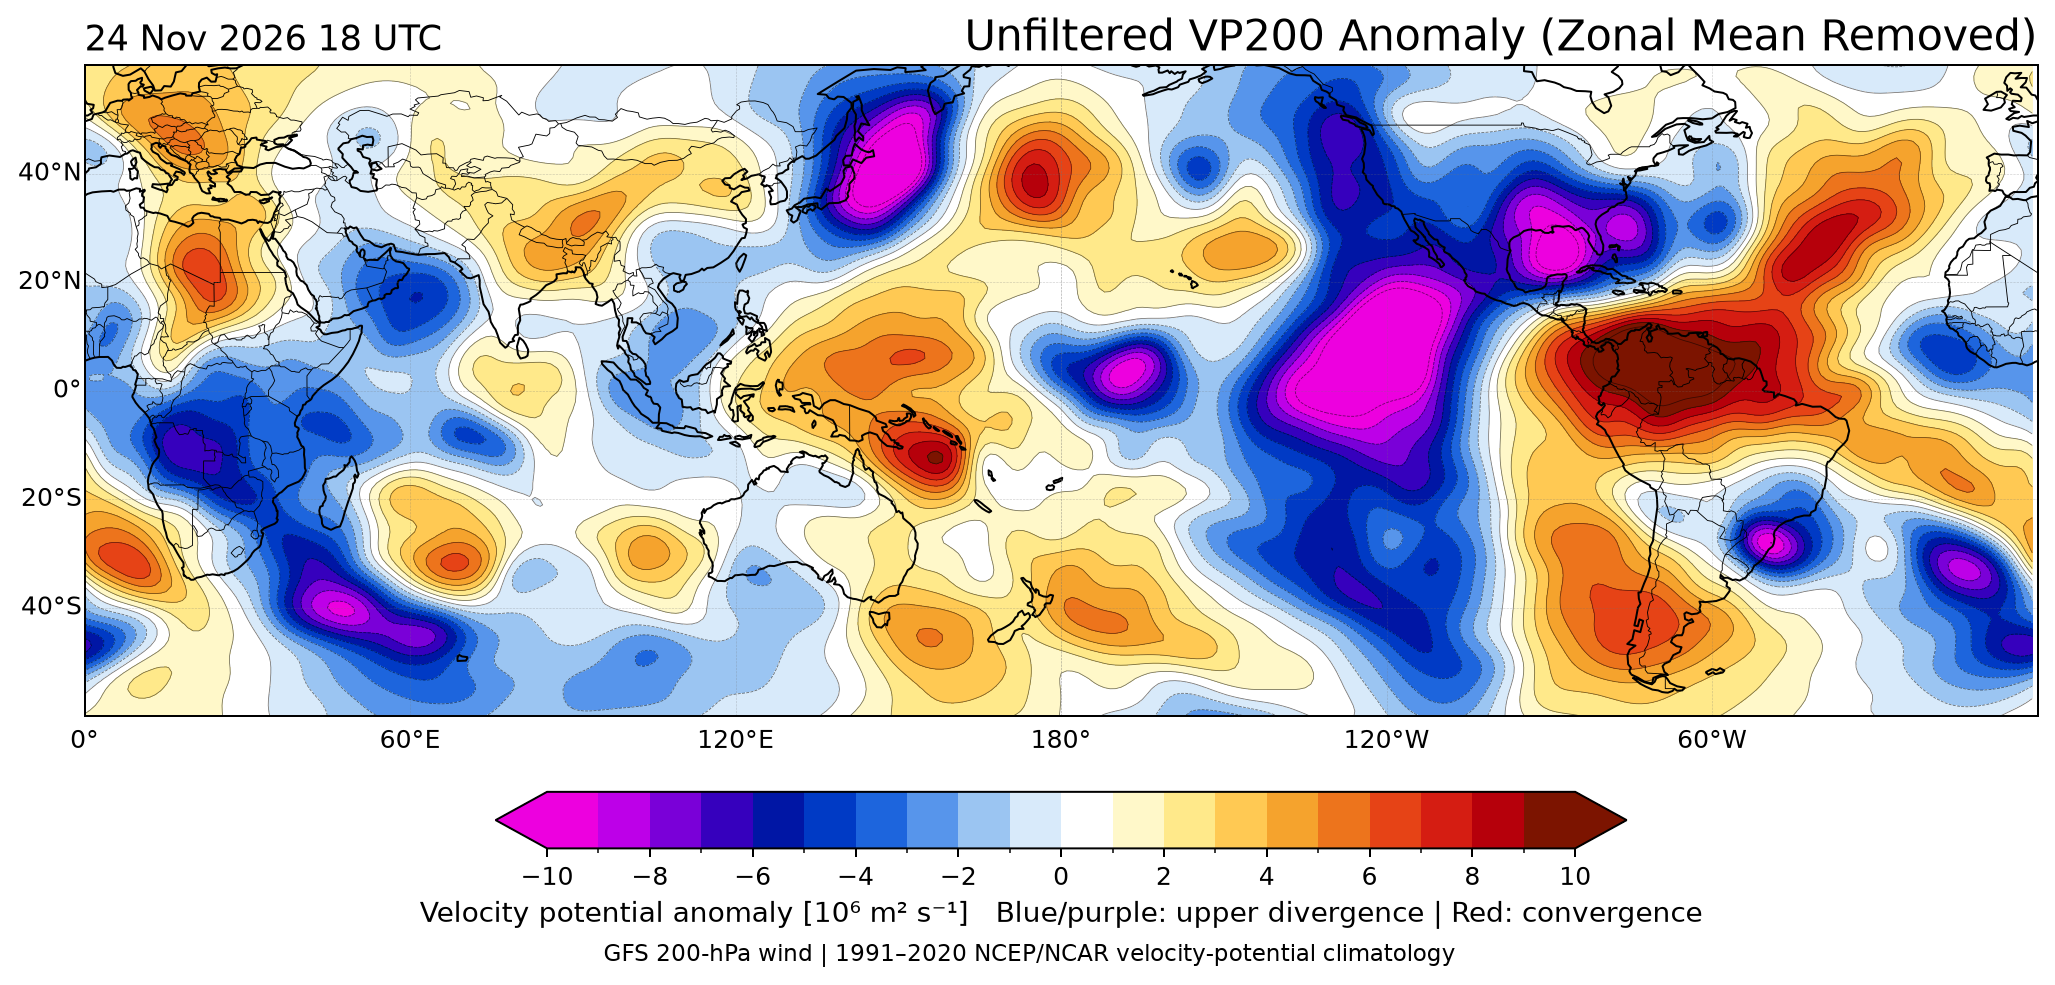 24 Nov 2026 18 UTC
Unfiltered VP200 Anomaly (Zonal Mean Removed)
40°N
20°N
0°
20°S
40°S
0° 60°E 120°E 180° 120°W 60°W
−10 −8 −6 −4 −2 0 2 4 6 8 10
Velocity potential anomaly [10⁶ m² s⁻¹] Blue/purple: upper divergence | Red: convergence
GFS 200-hPa wind | 1991–2020 NCEP/NCAR velocity-potential climatology